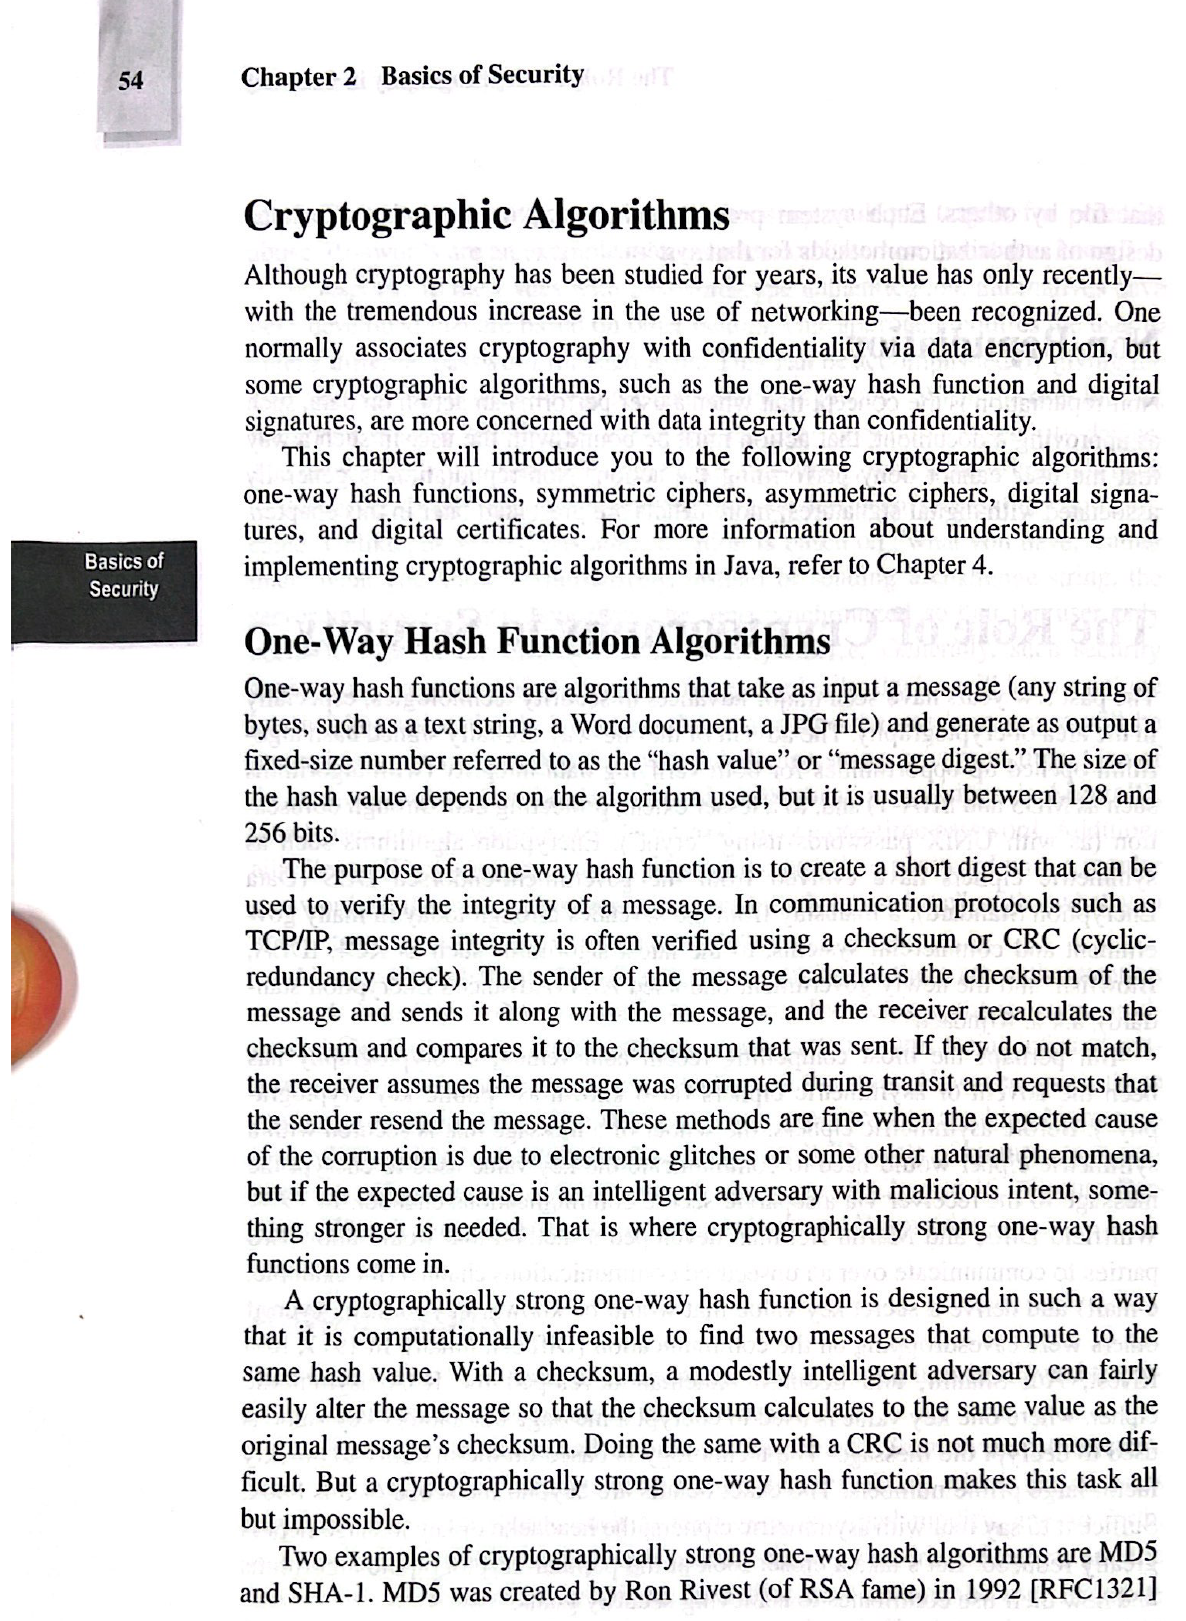 54
Chapter 2 Basics of Security
Cryptographic Algorithms
Although cryptography has been studied for years, its value has only recently—
with the tremendous increase in the use of networking—been recognized. One
normally associates cryptography with confidentiality via data encryption, but
some cryptographic algorithms, such as the one-way hash function and digital
signatures, are more concerned with data integrity than confidentiality.
This chapter will introduce you to the following cryptographic algorithms:
one-way hash functions, symmetric ciphers, asymmetric ciphers, digital signa-
tures, and digital certificates. For more information about understanding and
implementing cryptographic algorithms in Java, refer to Chapter 4.
Basics of
Security
One-Way Hash Function Algorithms
One-way hash functions are algorithms that take as input a message (any string of
bytes, such as a text string, a Word document, a JPG file) and generate as output a
fixed-size number referred to as the “hash value” or “message digest.” The size of
the hash value depends on the algorithm used, but it is usually between 128 and
256 bits.
The purpose of a one-way hash function is to create a short digest that can be
used to verify the integrity of a message. In communication protocols such as
TCP/IP, message integrity is often verified using a checksum or CRC (cyclic-
redundancy check). The sender of the message calculates the checksum of the
message and sends it along with the message, and the receiver recalculates the
checksum and compares it to the checksum that was sent. If they do not match,
the receiver assumes the message was corrupted during transit and requests that
the sender resend the message. These methods are fine when the expected cause
of the corruption is due to electronic glitches or some other natural phenomena,
but if the expected cause is an intelligent adversary with malicious intent, some-
thing stronger is needed. That is where cryptographically strong one-way hash
functions come in.
A cryptographically strong one-way hash function is designed in such a way
that it is computationally infeasible to find two messages that compute to the
same hash value. With a checksum, a modestly intelligent adversary can fairly
easily alter the message so that the checksum calculates to the same value as the
original message’s checksum. Doing the same with a CRC is not much more dif-
ficult. But a cryptographically strong one-way hash function makes this task all
but impossible.
Two examples of cryptographically strong one-way hash algorithms are MD5
and SHA-1. MD5 was created by Ron Rivest (of RSA fame) in 1992 [RFC1321]